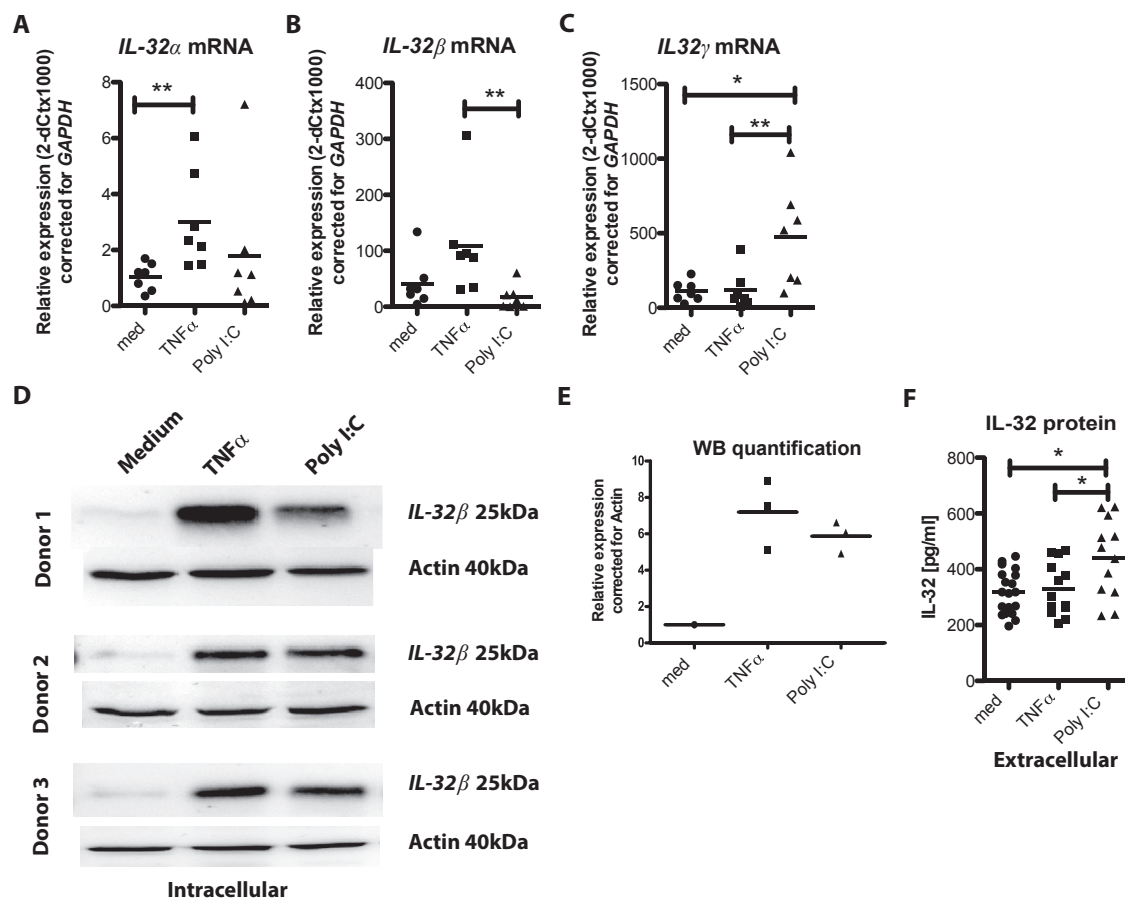 A
IL-32α mRNA
Relative expression (2-dCtx1000)
corrected for GAPDH
8
6
4
2
0
**
med
TNFα
Poly I:C
B
IL-32β mRNA
Relative expression (2-dCtx1000)
corrected for GAPDH
400
300
200
100
0
**
med
TNFα
Poly I:C
C
IL32γ mRNA
Relative expression (2-dCtx1000)
corrected for GAPDH
1500
1000
500
0
*
**
med
TNFα
Poly I:C
D
Medium
TNFα
Poly I:C
Donor 1
IL-32β 25kDa
Actin 40kDa
Donor 2
IL-32β 25kDa
Actin 40kDa
Donor 3
IL-32β 25kDa
Actin 40kDa
Intracellular
E
WB quantification
Relative expression
corrected for Actin
10
8
6
4
2
0
med
TNFα
Poly I:C
F
IL-32 protein
IL-32 [pg/ml]
800
600
400
200
0
*
*
med
TNFα
Poly I:C
Extracellular